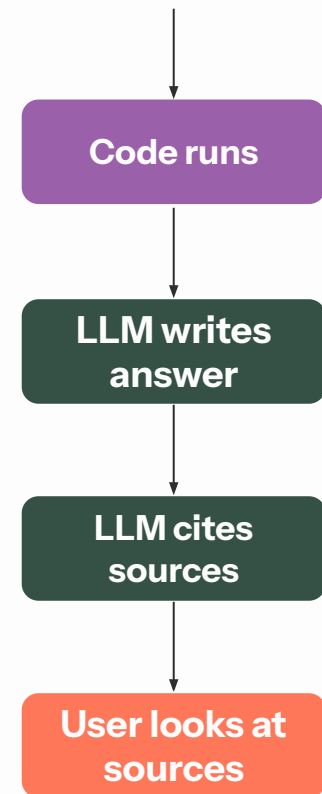 Code runs
LLM writes
answer
LLM cites
sources
User looks at
sources